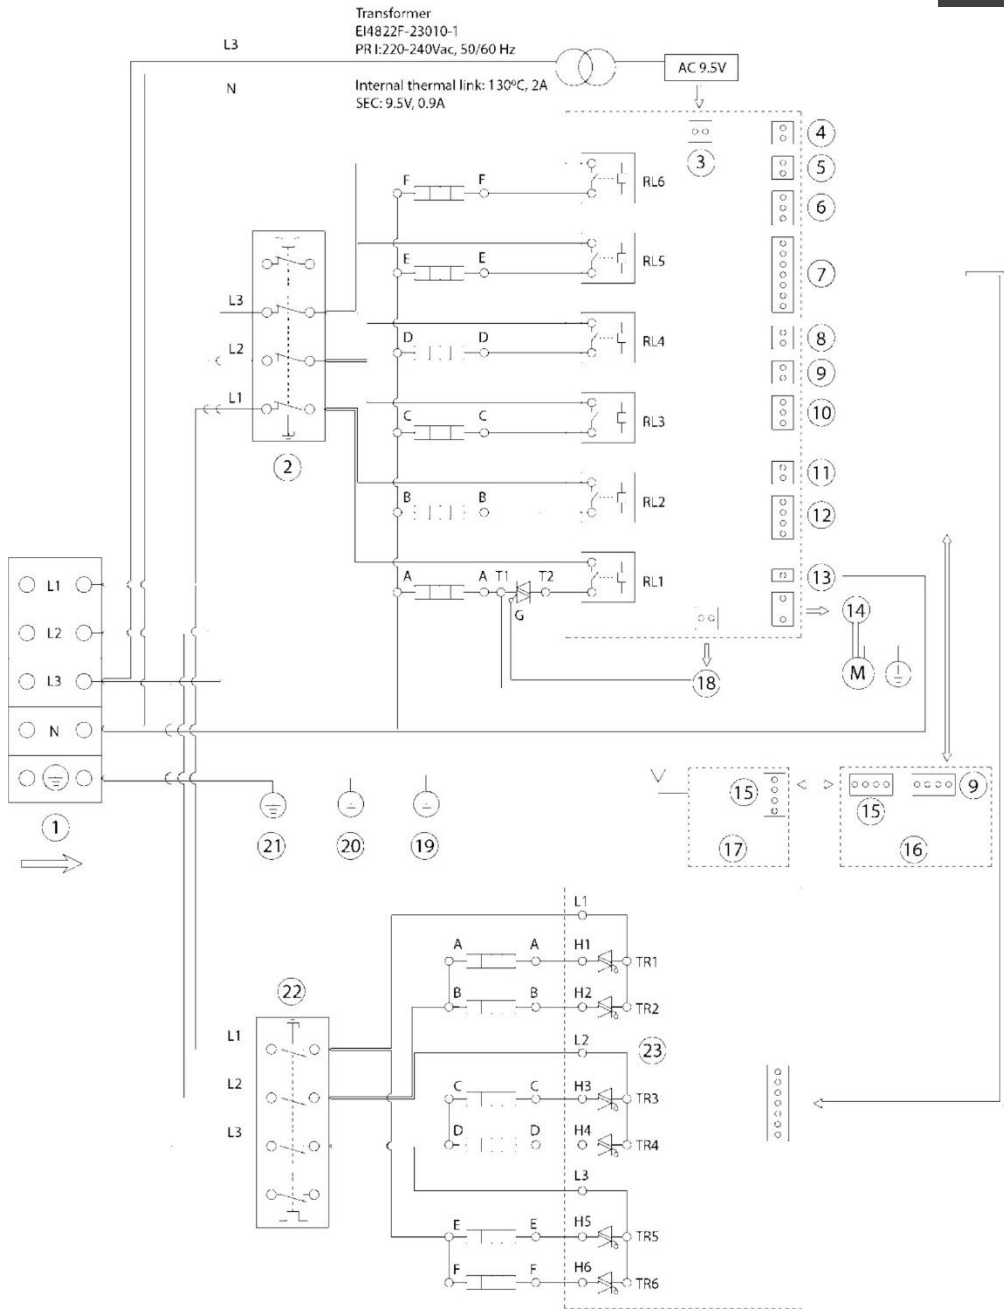 Transformer
EI4822F-23010-1
PRI:220-240Vac, 50/60 Hz
L3
N
Internal thermal link: 130ºC, 2A
SEC: 9.5V, 0.9A
AC 9.5V
3
4
5
6
7
8
9
10
11
12
13
14
M
F F RL6
E E RL5
D D RL4
C C RL3
B B RL2
A A T1 T2 RL1
G
18
L3
L2
L1
2
L1
L2
L3
N
1
21
20
19
15
17
15
9
16
22
L1
L2
L3
L1
A A H1 TR1
B B H2 TR2
L2
23
C C H3 TR3
D D H4 TR4
L3
E E H5 TR5
F F H6 TR6